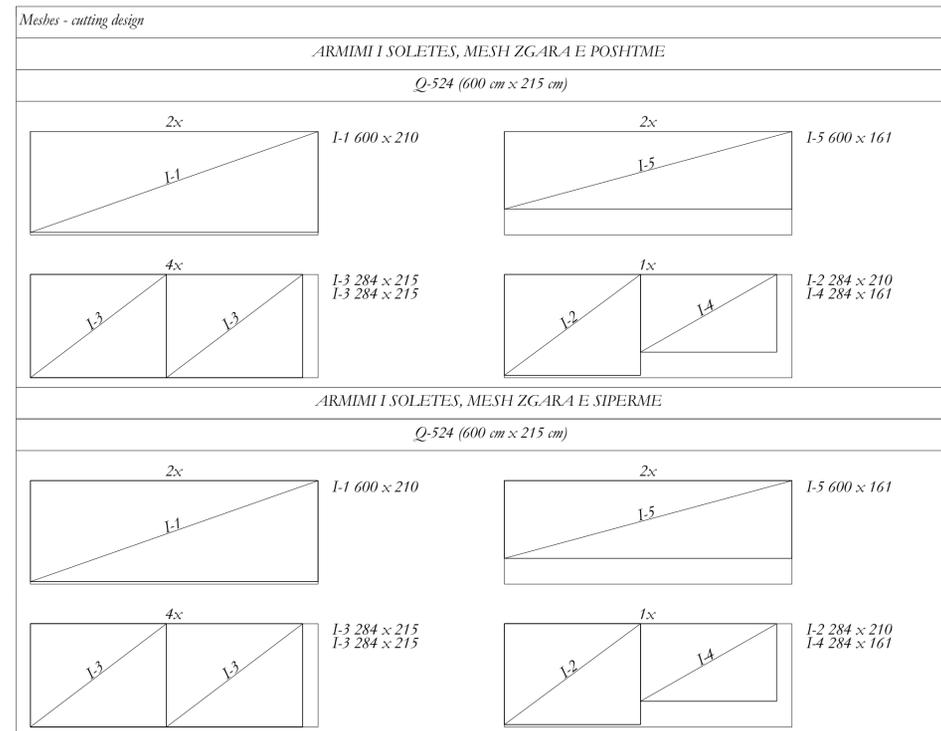 Meshes - cutting design
ARMIMI I SOLETES, MESH ZGARA E POSHTME
Q-524 (600 cm x 215 cm)
2x
I-1 600 x 210
I-1
2x
I-5 600 x 161
I-5
4x
I-3 284 x 215
I-3 284 x 215
I-3
I-3
1x
I-2 284 x 210
I-4 284 x 161
I-2
I-4
ARMIMI I SOLETES, MESH ZGARA E SIPERME
Q-524 (600 cm x 215 cm)
2x
I-1 600 x 210
I-1
2x
I-5 600 x 161
I-5
4x
I-3 284 x 215
I-3 284 x 215
I-3
I-3
1x
I-2 284 x 210
I-4 284 x 161
I-2
I-4